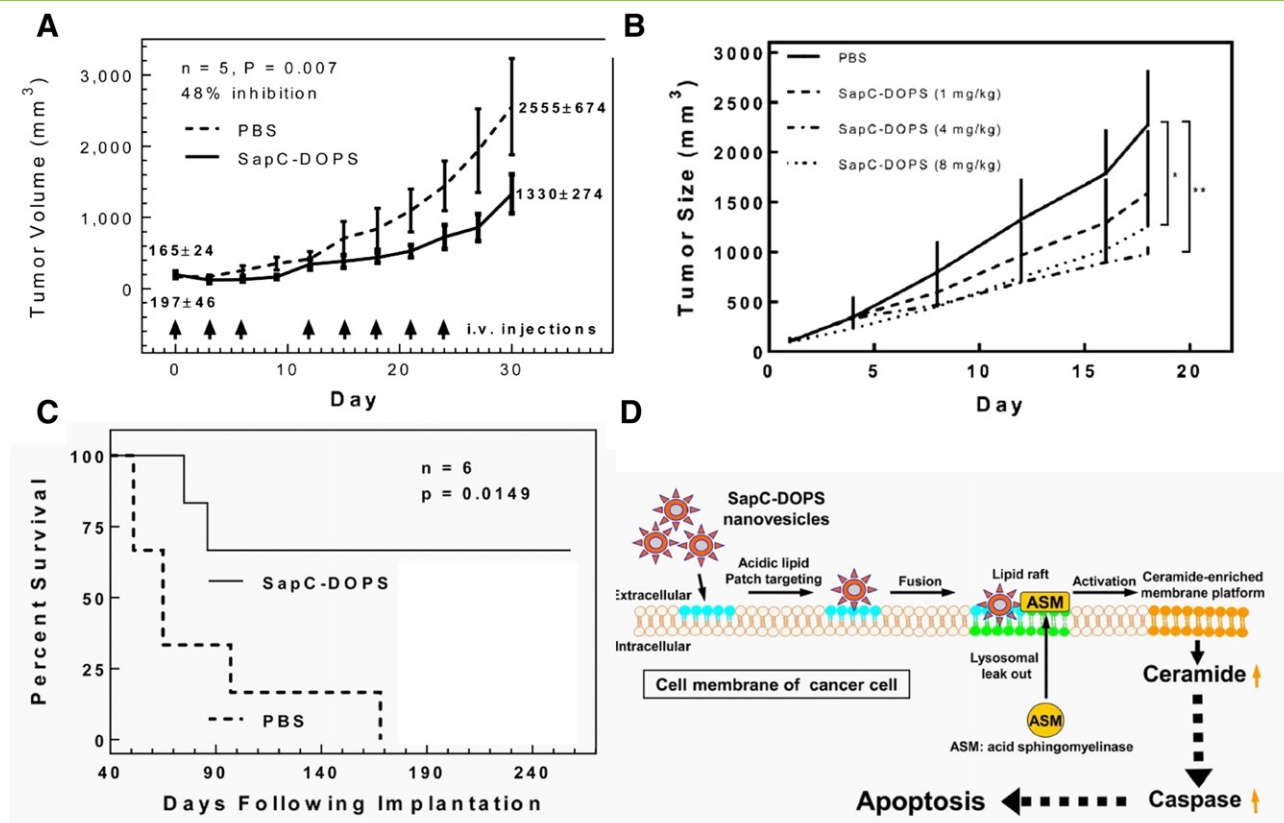 A
Tumor Volume (mm³)
3,000
2,000
1,000
0
n = 5, P = 0.007
48% inhibition
PBS
SapC-DOPS
2555±674
1330±274
165±24
197±46
i.v. injections
0 10 20 30
Day
B
Tumor Size (mm³)
3000
2500
2000
1500
1000
500
0
PBS
SapC-DOPS (1 mg/kg)
SapC-DOPS (4 mg/kg)
SapC-DOPS (8 mg/kg)
*
**
0 5 10 15 20
Day
C
Percent Survival
100
75
50
25
0
n = 6
p = 0.0149
SapC-DOPS
PBS
40 90 140 190 240
Days Following Implantation
D
SapC-DOPS
nanovesicles
Acidic lipid
Patch targeting
Fusion
Lipid raft
Activation
Ceramide-enriched
membrane platform
Extracellular
ASM
Intracellular
Lysosomal
leak out
Cell membrane of cancer cell
Ceramide
ASM
ASM: acid sphingomyelinase
Apoptosis
Caspase